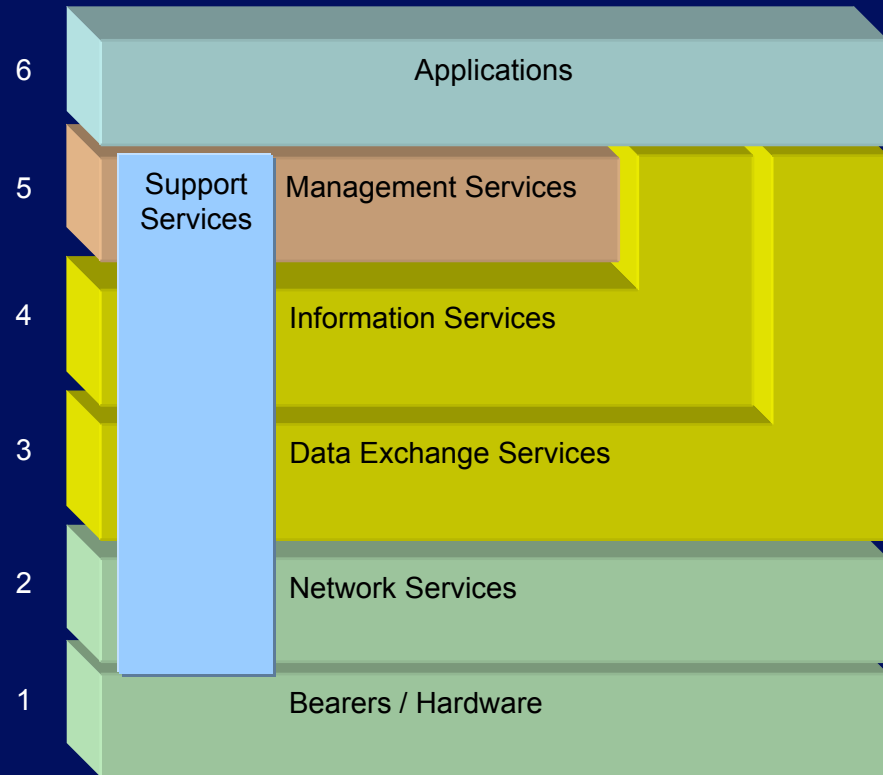 6
Applications
5
Support
Services
Management Services
4
Information Services
3
Data Exchange Services
2
Network Services
1
Bearers / Hardware